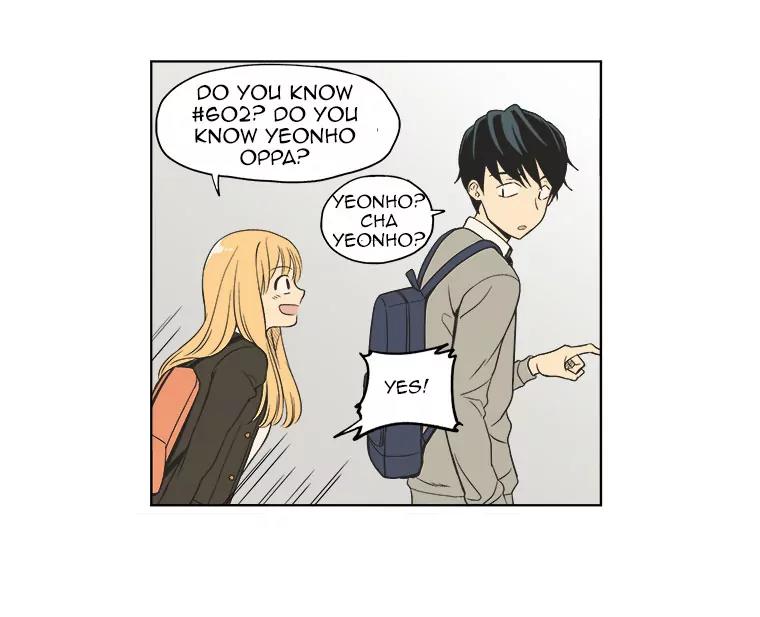 DO YOU KNOW
#602? DO YOU
KNOW YEONHO
OPPA?
YEONHO?
CHA
YEONHO?
YES!